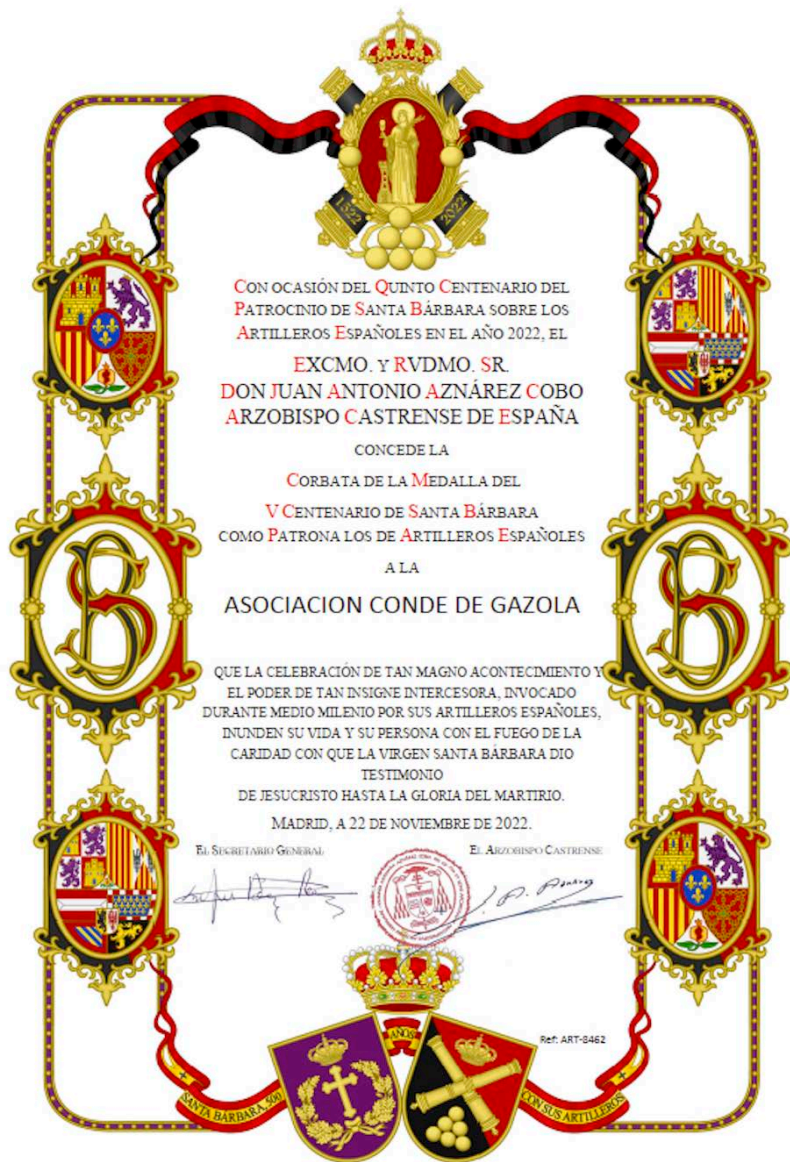 1522 2022
CON OCASIÓN DEL QUINTO CENTENARIO DEL
PATROCINIO DE SANTA BÁRBARA SOBRE LOS
ARTILLEROS ESPAÑOLES EN EL AÑO 2022, EL
EXCMO. Y RVDMO. SR.
DON JUAN ANTONIO AZNÁREZ COBO
ARZOBISPO CASTRENSE DE ESPAÑA
CONCEDE LA
CORBATA DE LA MEDALLA DEL
V CENTENARIO DE SANTA BÁRBARA
COMO PATRONA LOS DE ARTILLEROS ESPAÑOLES
A LA
ASOCIACION CONDE DE GAZOLA
SB
SB
QUE LA CELEBRACIÓN DE TAN MAGNO ACONTECIMIENTO Y
EL PODER DE TAN INSIGNE INTERCESORA, INVOCADO
DURANTE MEDIO MILENIO POR SUS ARTILLEROS ESPAÑOLES,
INUNDEN SU VIDA Y SU PERSONA CON EL FUEGO DE LA
CARIDAD CON QUE LA VIRGEN SANTA BÁRBARA DIO
TESTIMONIO
DE JESUCRISTO HASTA LA GLORIA DEL MARTIRIO.
MADRID, A 22 DE NOVIEMBRE DE 2022.
EL SECRETARIO GENERAL
EL ARZOBISPO CASTRENSE
Ref: ART-8462
SANTA BÁRBARA, 500
AÑOS
CON SUS ARTILLEROS